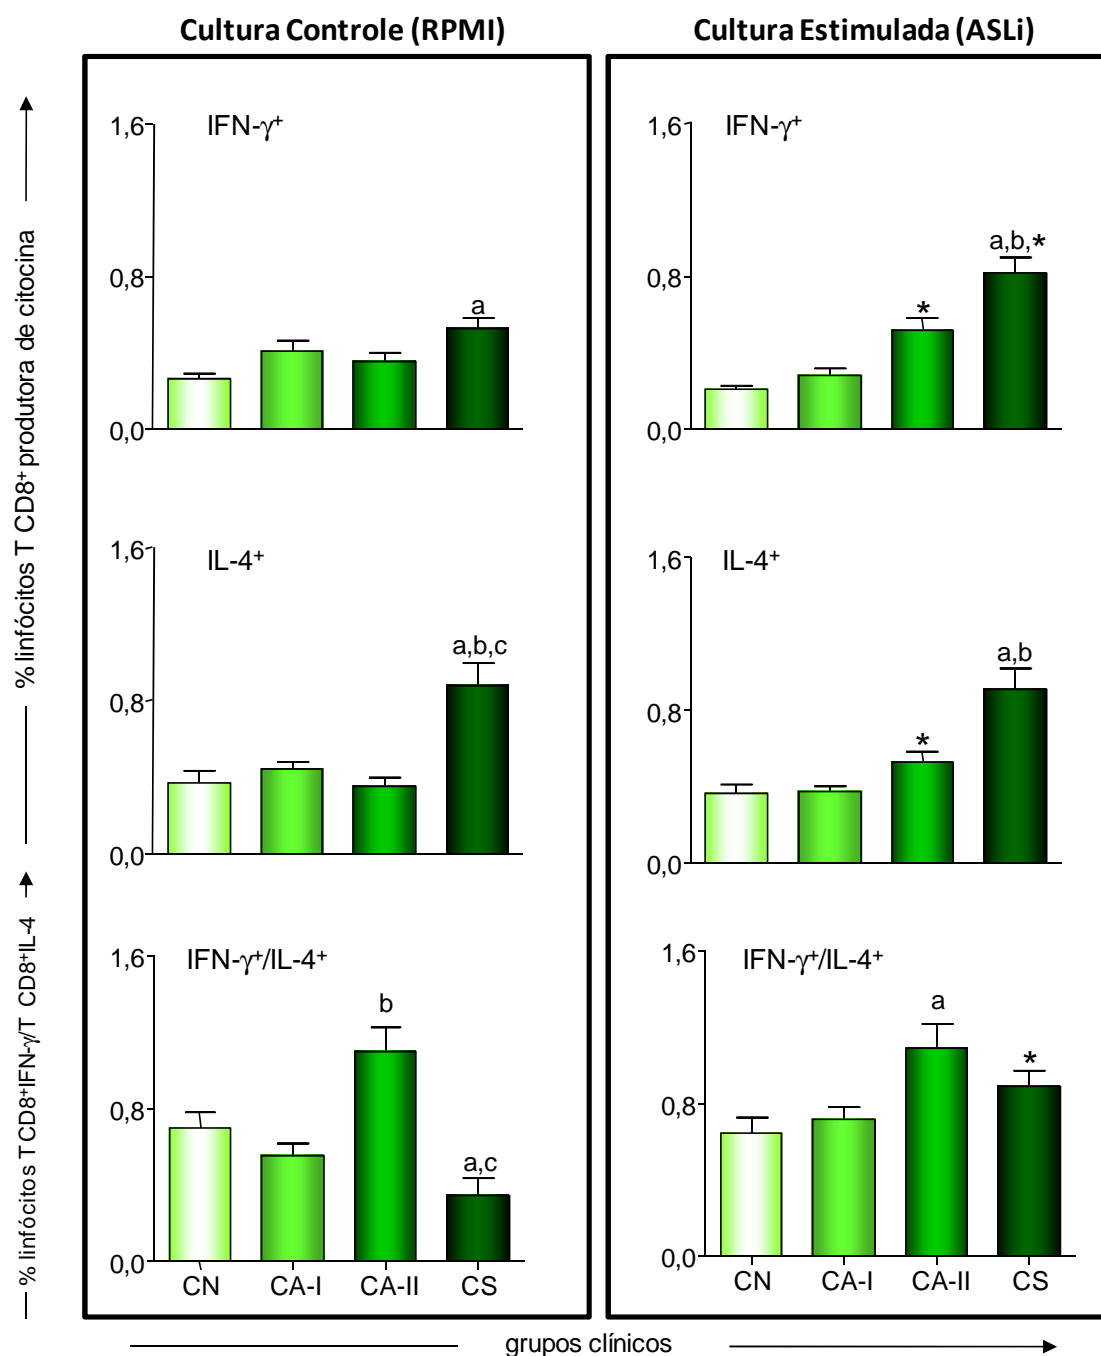 Cultura Controle (RPMI)
Cultura Estimulada (ASLi)
% linfócitos T CD8⁺ produtora de citocina
% linfócitos T CD8⁺IFN-γ/T CD8⁺IL-4
IFN-γ⁺
1,6
0,8
0,0
a
IFN-γ⁺
1,6
0,8
0,0
*
a,b,*
IL-4⁺
1,6
0,8
0,0
a,b,c
IL-4⁺
1,6
0,8
0,0
*
a,b
IFN-γ⁺/IL-4⁺
1,6
0,8
0,0
b
a,c
CN CA-I CA-II CS
IFN-γ⁺/IL-4⁺
1,6
0,8
0,0
a
*
CN CA-I CA-II CS
grupos clínicos